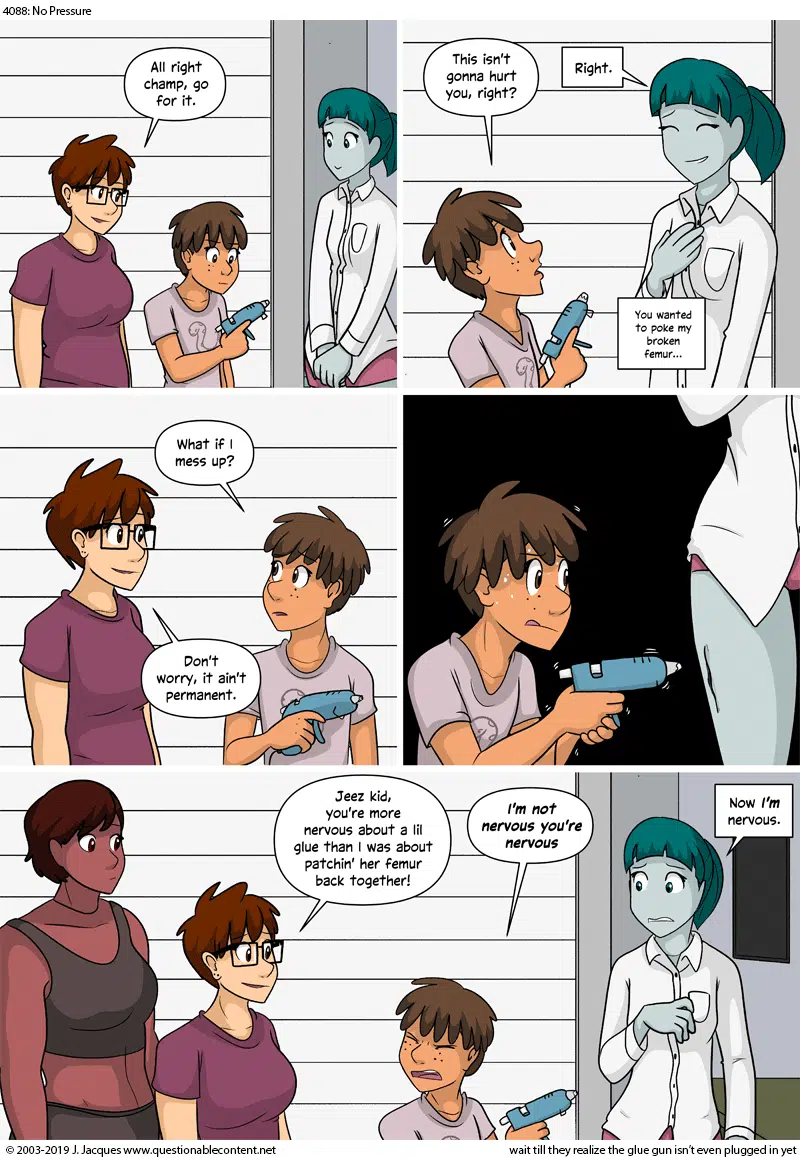 4088: No Pressure
All right
champ, go
for it.
This isn't
gonna hurt
you, right?
Right.
You wanted
to poke my
broken
femur...
What if I
mess up?
Don't
worry, it ain't
permanent.
Jeez kid,
you're more
nervous about a lil
glue than I was about
patchin' her femur
back together!
I'm not
nervous you're
nervous
Now I'm
nervous.
© 2003-2019 J. Jacques www.questionablecontent.net
wait till they realize the glue gun isn't even plugged in yet